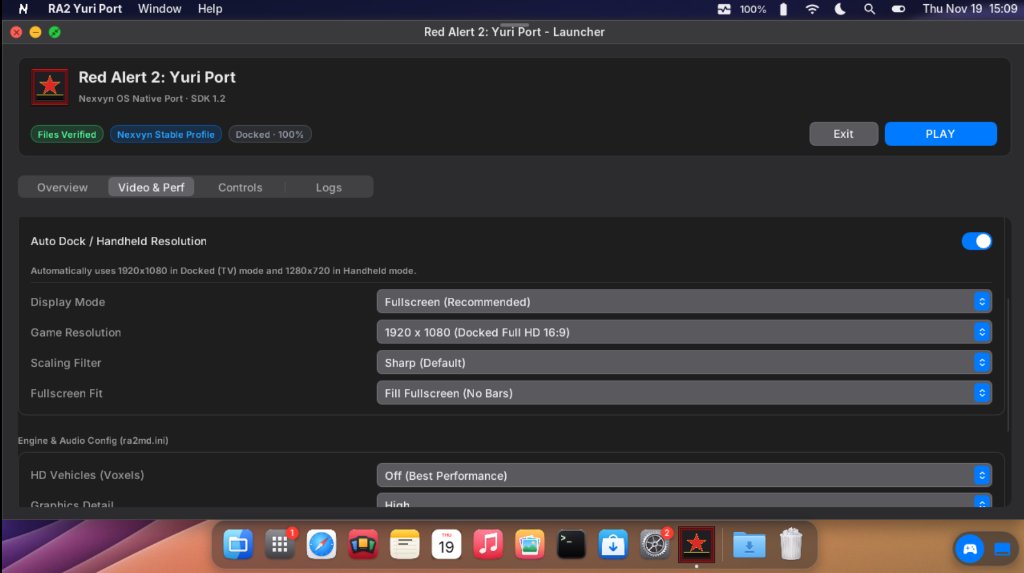 RA2 Yuri Port Window Help 100% Thu Nov 19 15:09
Red Alert 2: Yuri Port - Launcher
Red Alert 2: Yuri Port
Nexvyn OS Native Port · SDK 1.2
Files Verified Nexvyn Stable Profile Docked · 100% Exit PLAY
Overview Video & Perf Controls Logs
Auto Dock / Handheld Resolution
Automatically uses 1920x1080 in Docked (TV) mode and 1280x720 in Handheld mode.
Display Mode Fullscreen (Recommended)
Game Resolution 1920 x 1080 (Docked Full HD 16:9)
Scaling Filter Sharp (Default)
Fullscreen Fit Fill Fullscreen (No Bars)
Engine & Audio Config (ra2md.ini)
HD Vehicles (Voxels) Off (Best Performance)
Graphics Detail High
1 THU 19 >_ 2